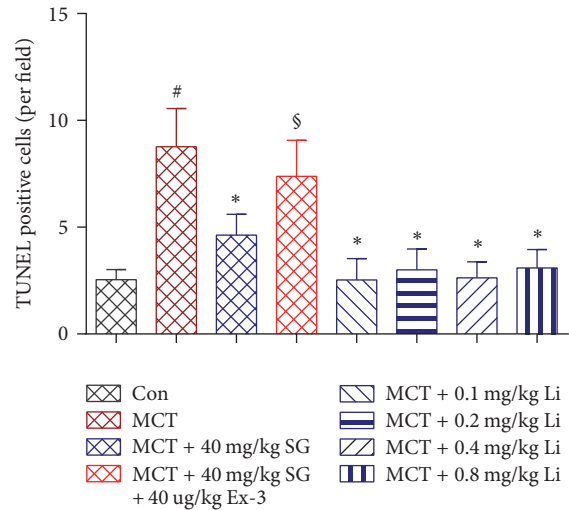 15
10
5
0
TUNEL positive cells (per field)
#
*
§
*
*
*
*
Con
MCT
MCT + 40 mg/kg SG
MCT + 40 mg/kg SG
+ 40 ug/kg Ex-3
MCT + 0.1 mg/kg Li
MCT + 0.2 mg/kg Li
MCT + 0.4 mg/kg Li
MCT + 0.8 mg/kg Li